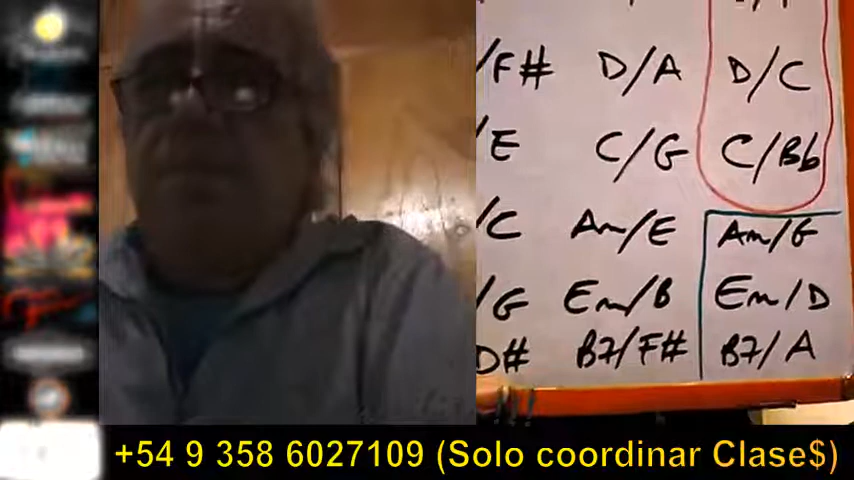 /F# D/A D/C
/E C/G C/Bb
/C Am/E Am/G
/G Em/B Em/D
D# B7/F# B7/A
+54 9 358 6027109 (Solo coordinar Clase$)